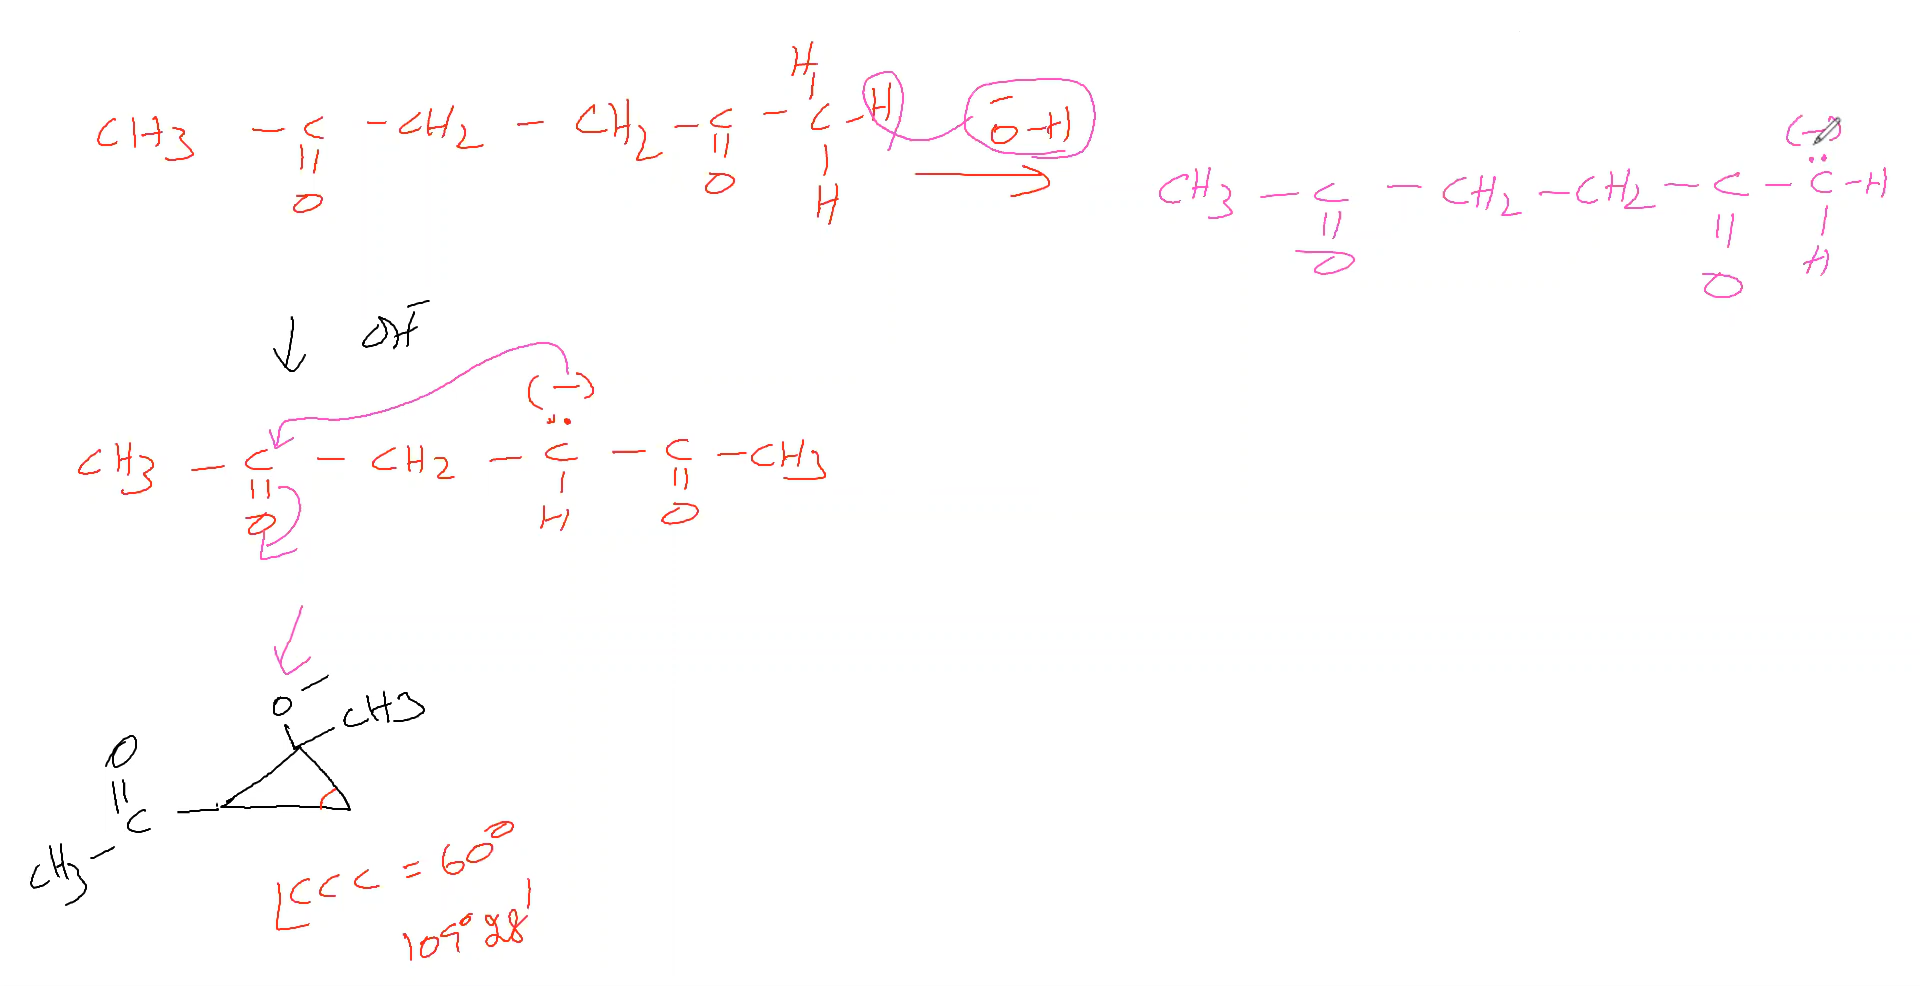 H
CH3 – C – CH2 – CH2 – C – C – H O̅–H
|| || |
O O H
(–)
CH3 – C – CH2 – CH2 – C – C – H
|| || |
O O H
↓ OH⁻
(–)
CH3 – C – CH2 – C – C – CH3
|| | ||
O H O
O⁻
CH3
O
||
C –
CH3 –
∠CCC = 60°
109°28'